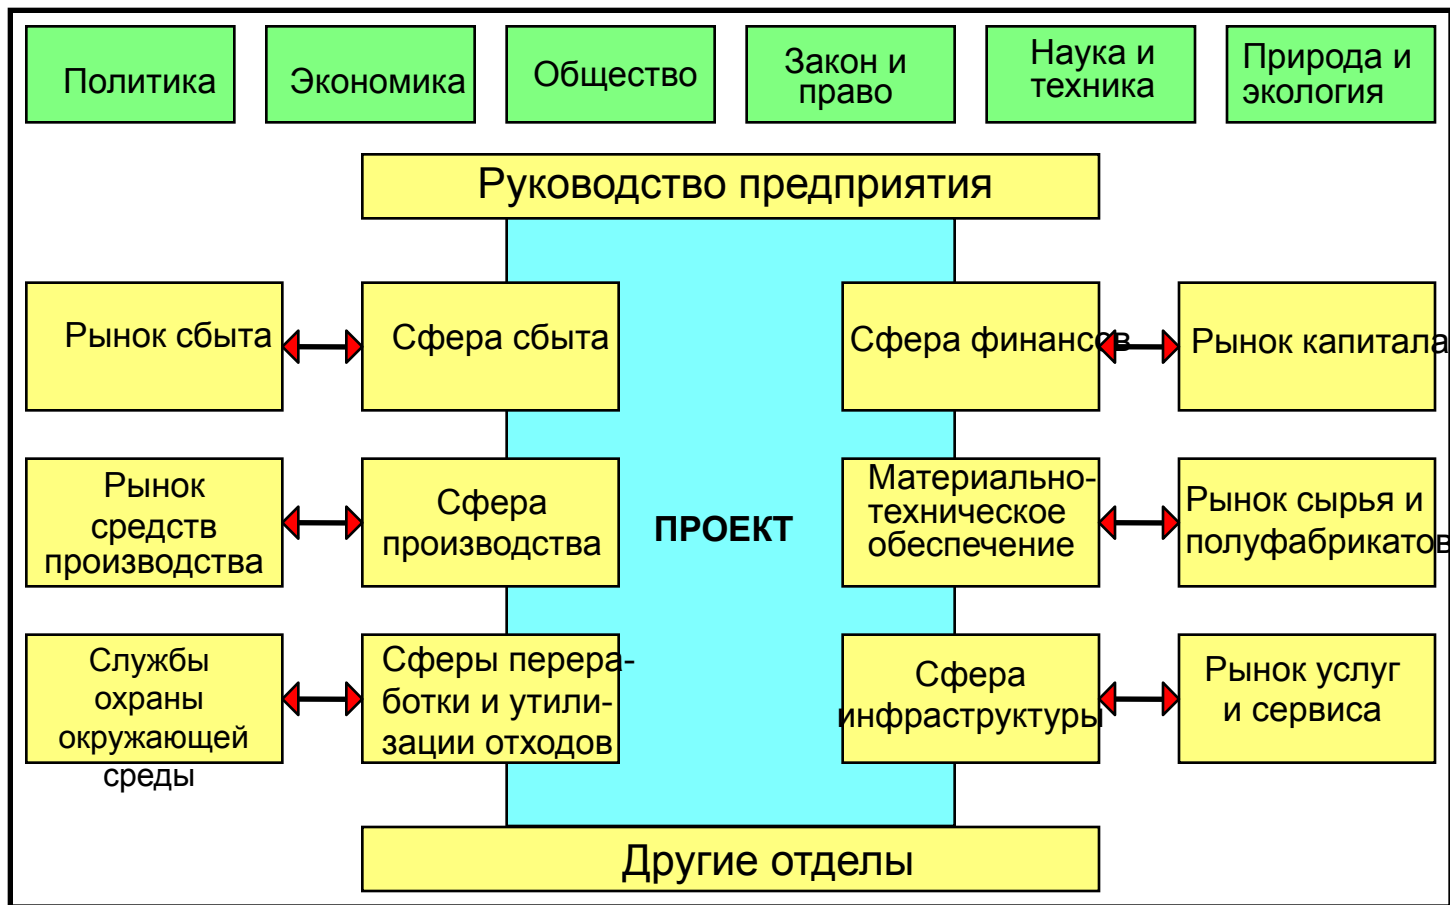 Политика
Экономика
Общество
Закон и
право
Наука и
техника
Природа и
экология
Руководство предприятия
Рынок сбыта
Сфера сбыта
Сфера финансов
Рынок капитала
Рынок
средств
производства
Сфера
производства
ПРОЕКТ
Материально-
техническое
обеспечение
Рынок сырья и
полуфабрикатов
Службы
охраны
окружающей
среды
Сферы перера-
ботки и утили-
зации отходов
Сфера
инфраструктуры
Рынок услуг
и сервиса
Другие отделы